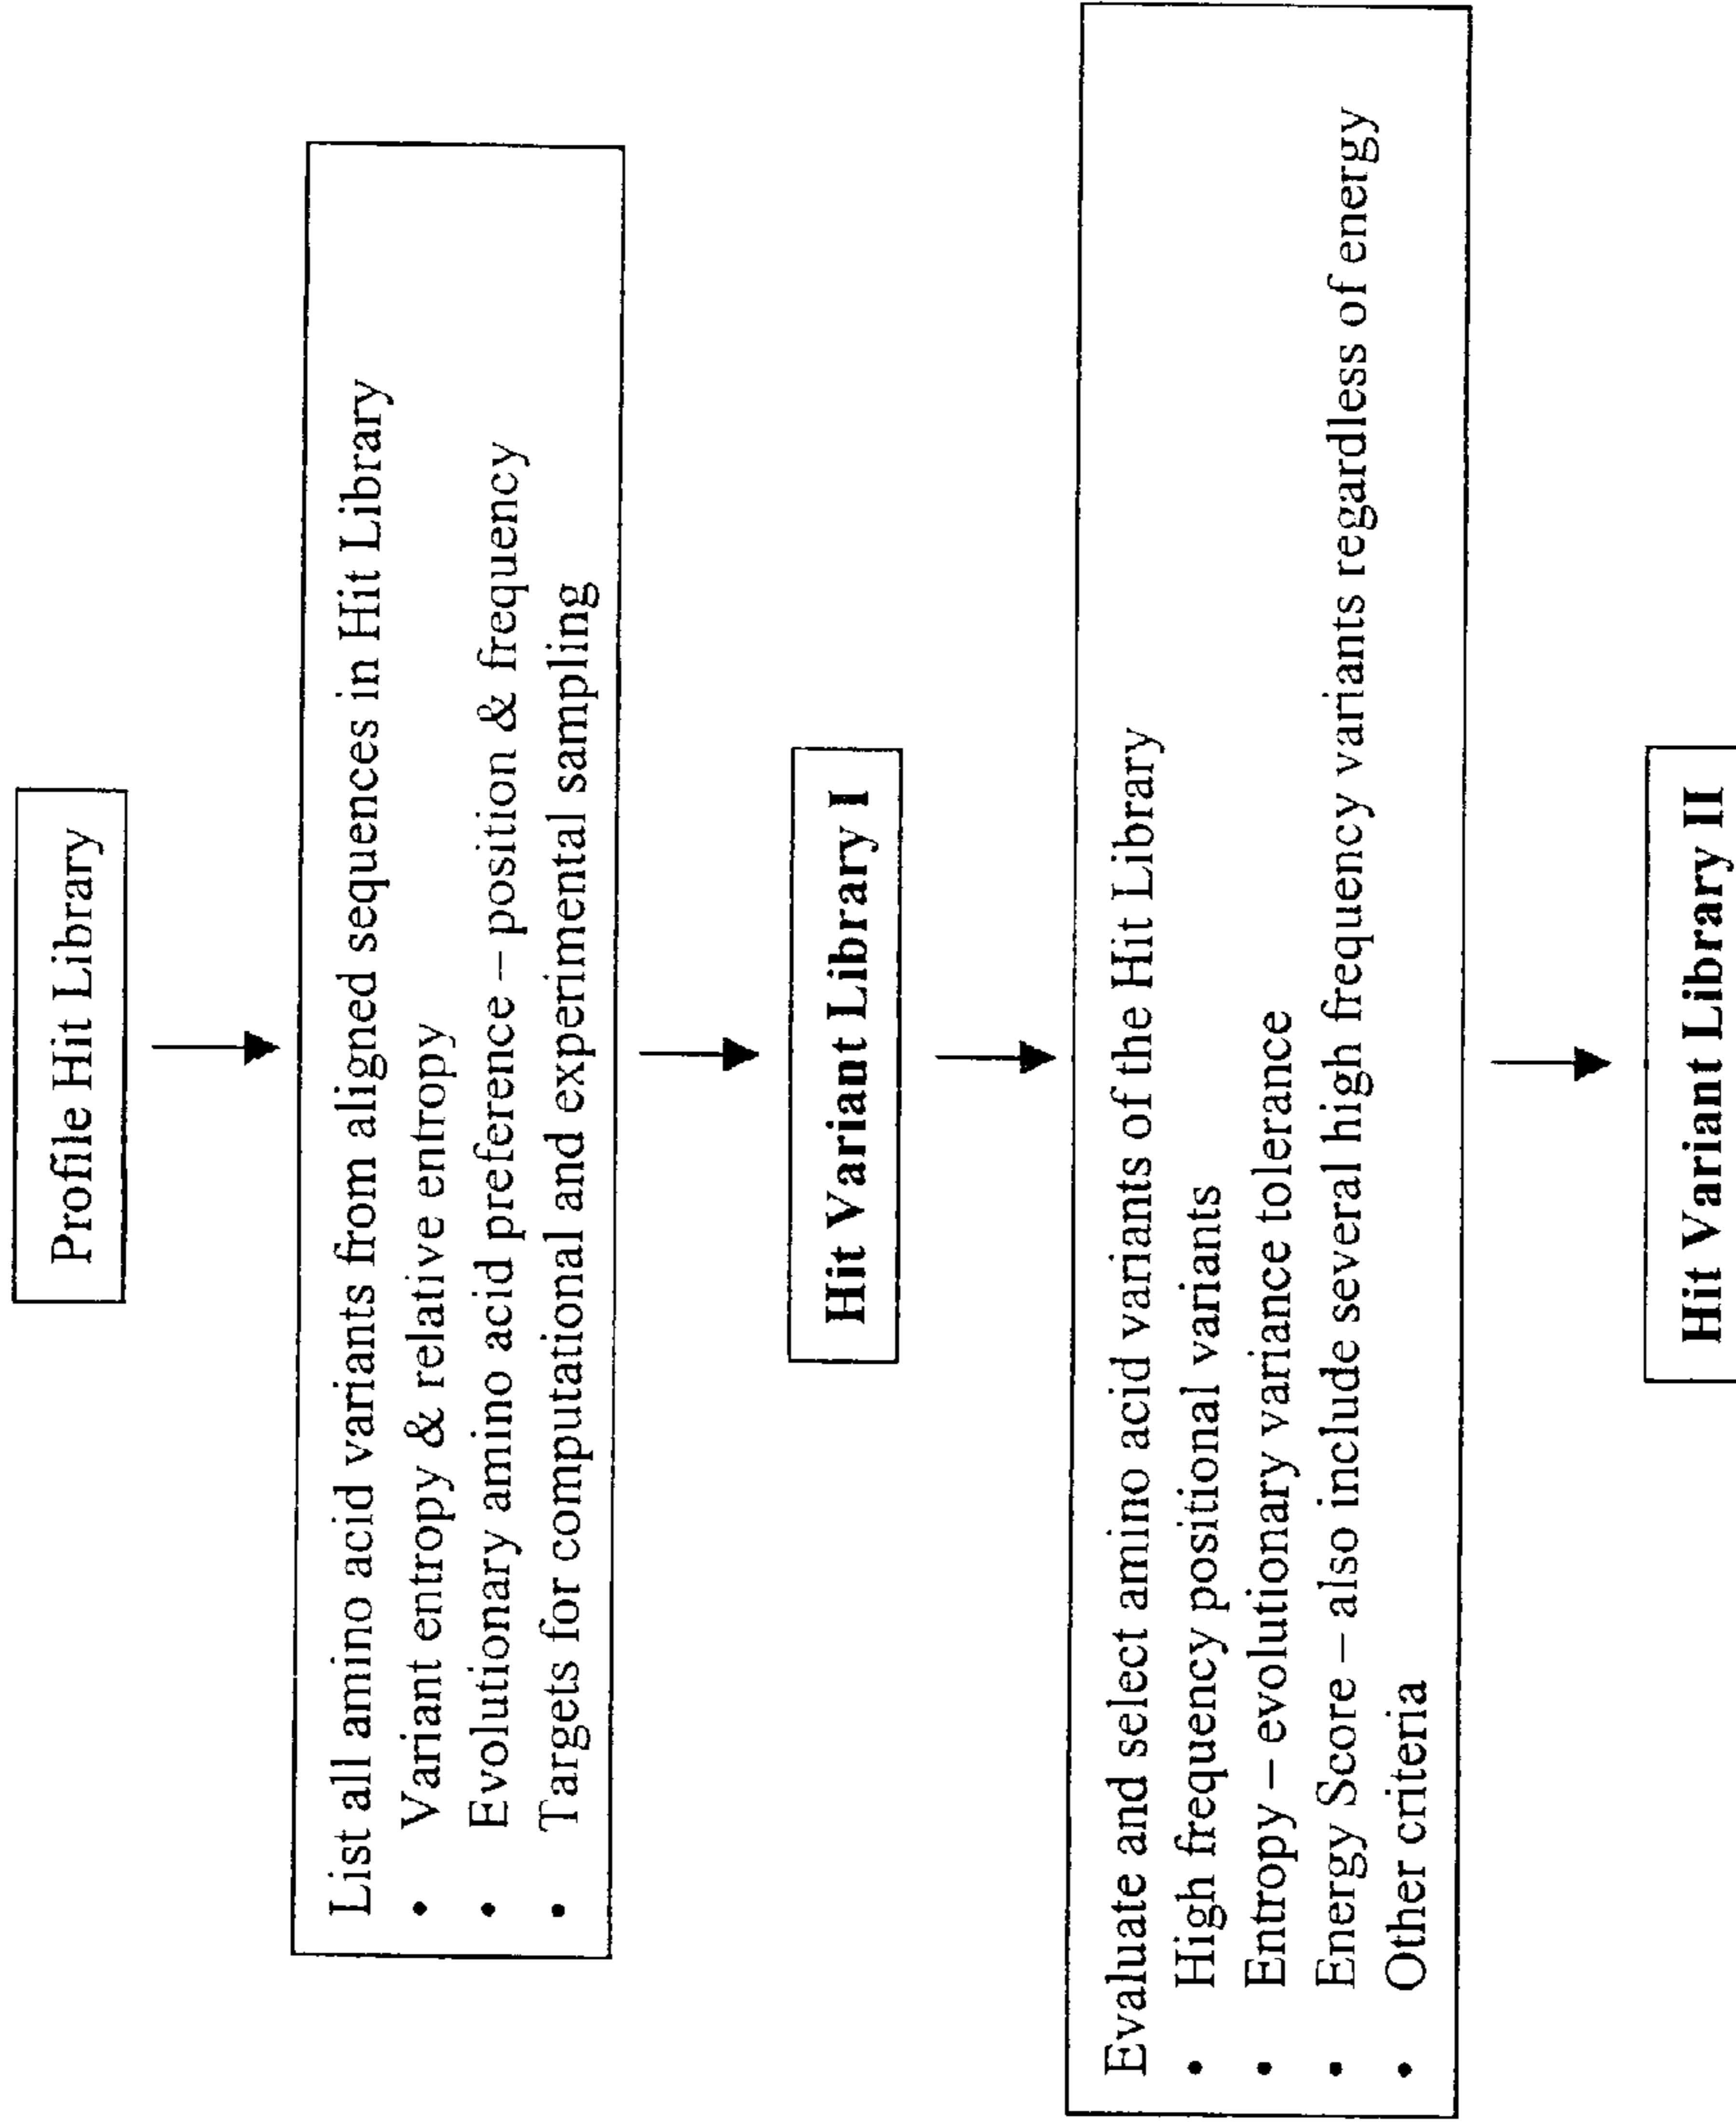 Profile Hit Library
List all amino acid variants from aligned sequences in Hit Library
• Variant entropy & relative entropy
• Evolutionary amino acid preference – position & frequency
• Targets for computational and experimental sampling
Hit Variant Library I
Evaluate and select amino acid variants of the Hit Library
• High frequency positional variants
• Entropy – evolutionary variance tolerance
• Energy Score – also include several high frequency variants regardless of energy
• Other criteria
Hit Variant Library II